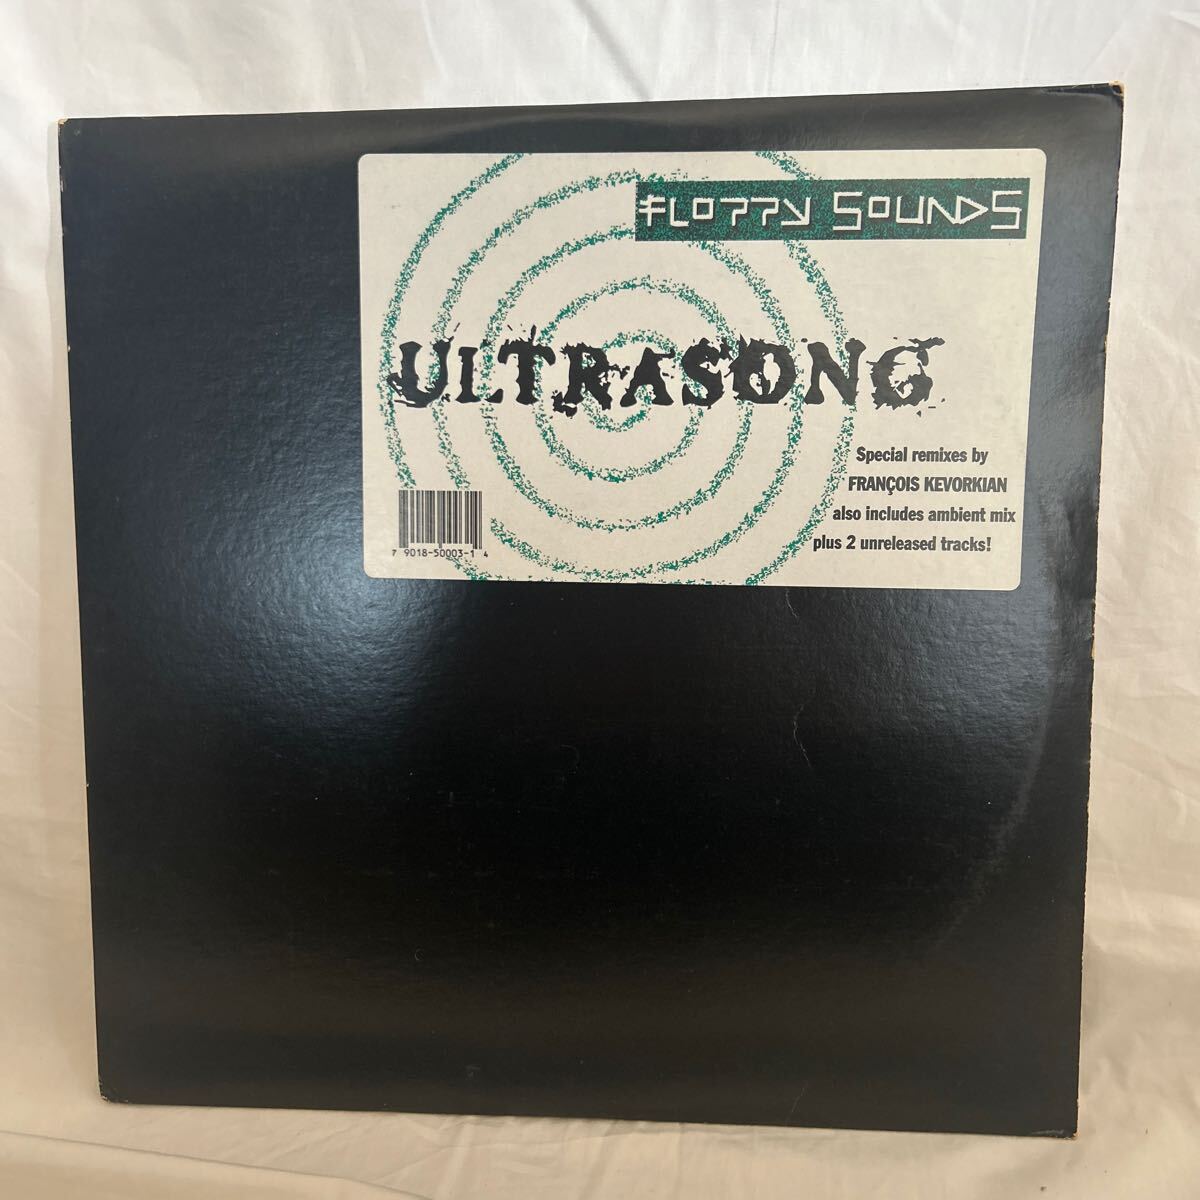 fLOPPY SOUNDS
ULTRASONG
Special remixes by
FRANÇOIS KEVORKIAN
also includes ambient mix
plus 2 unreleased tracks!
7 9018-50003-1 4